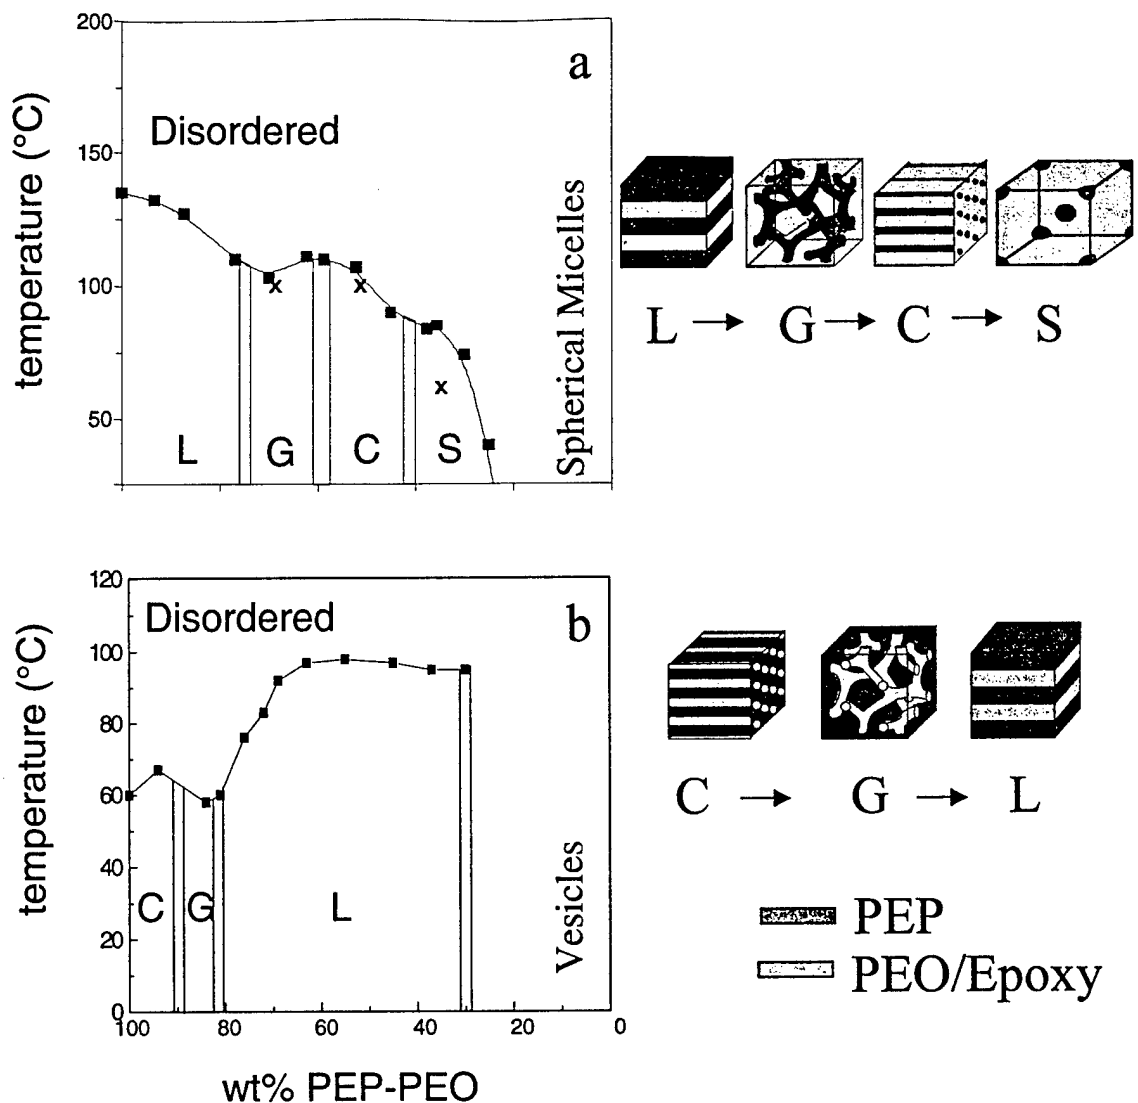 200
a
Disordered
150
100
50
temperature (°C)
x
x
x
L
G
C
S
Spherical Micelles
L → G → C → S
120
Disordered
b
100
80
60
40
20
0
temperature (°C)
C
G
L
Vesicles
100
80
60
40
20
0
wt% PEP-PEO
C → G → L
PEP
PEO/Epoxy